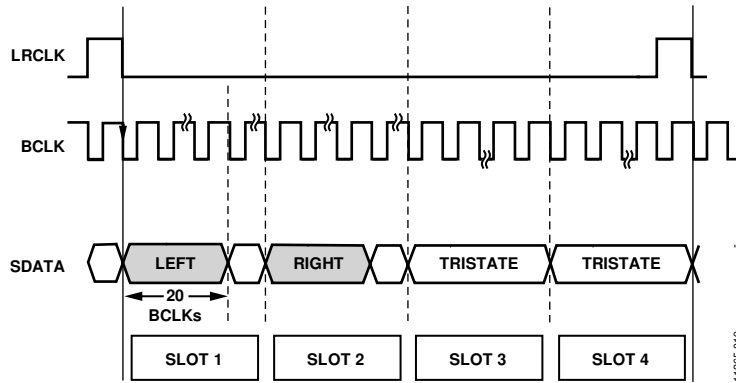 LRCLK
BCLK
SDATA
LEFT
RIGHT
TRISTATE
TRISTATE
20
BCLKs
SLOT 1
SLOT 2
SLOT 3
SLOT 4